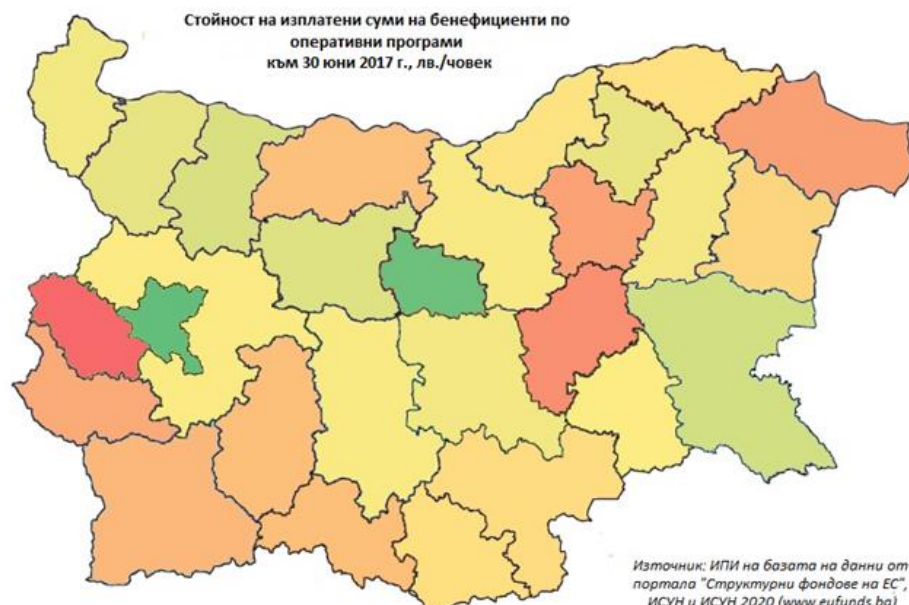 Стойност на изплатени суми на бенефициенти по
оперативни програми
към 30 юни 2017 г., лв./човек
Източник: ИПИ на базата на данни от
портала "Структурни фондове на ЕС",
ИСУН и ИСУН 2020 (www.eufunds.bg)